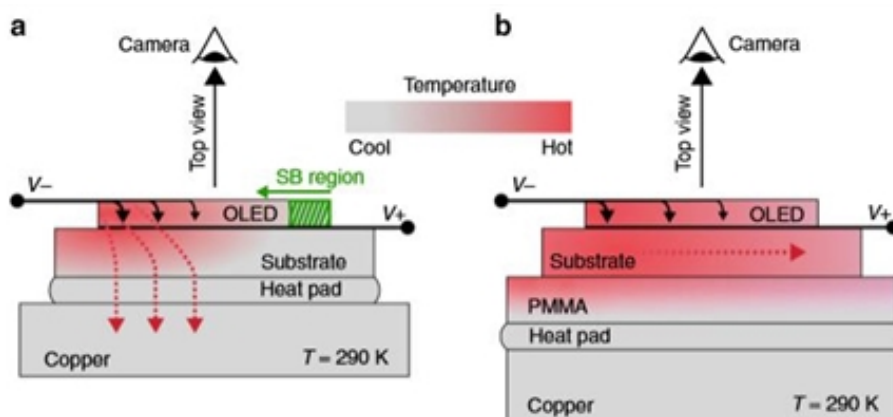 a
Camera
Top view
V–
SB region
OLED
V+
Substrate
Heat pad
Copper
T = 290 K
Temperature
Cool
Hot
b
Camera
Top view
V–
OLED
V+
Substrate
PMMA
Heat pad
Copper
T = 290 K